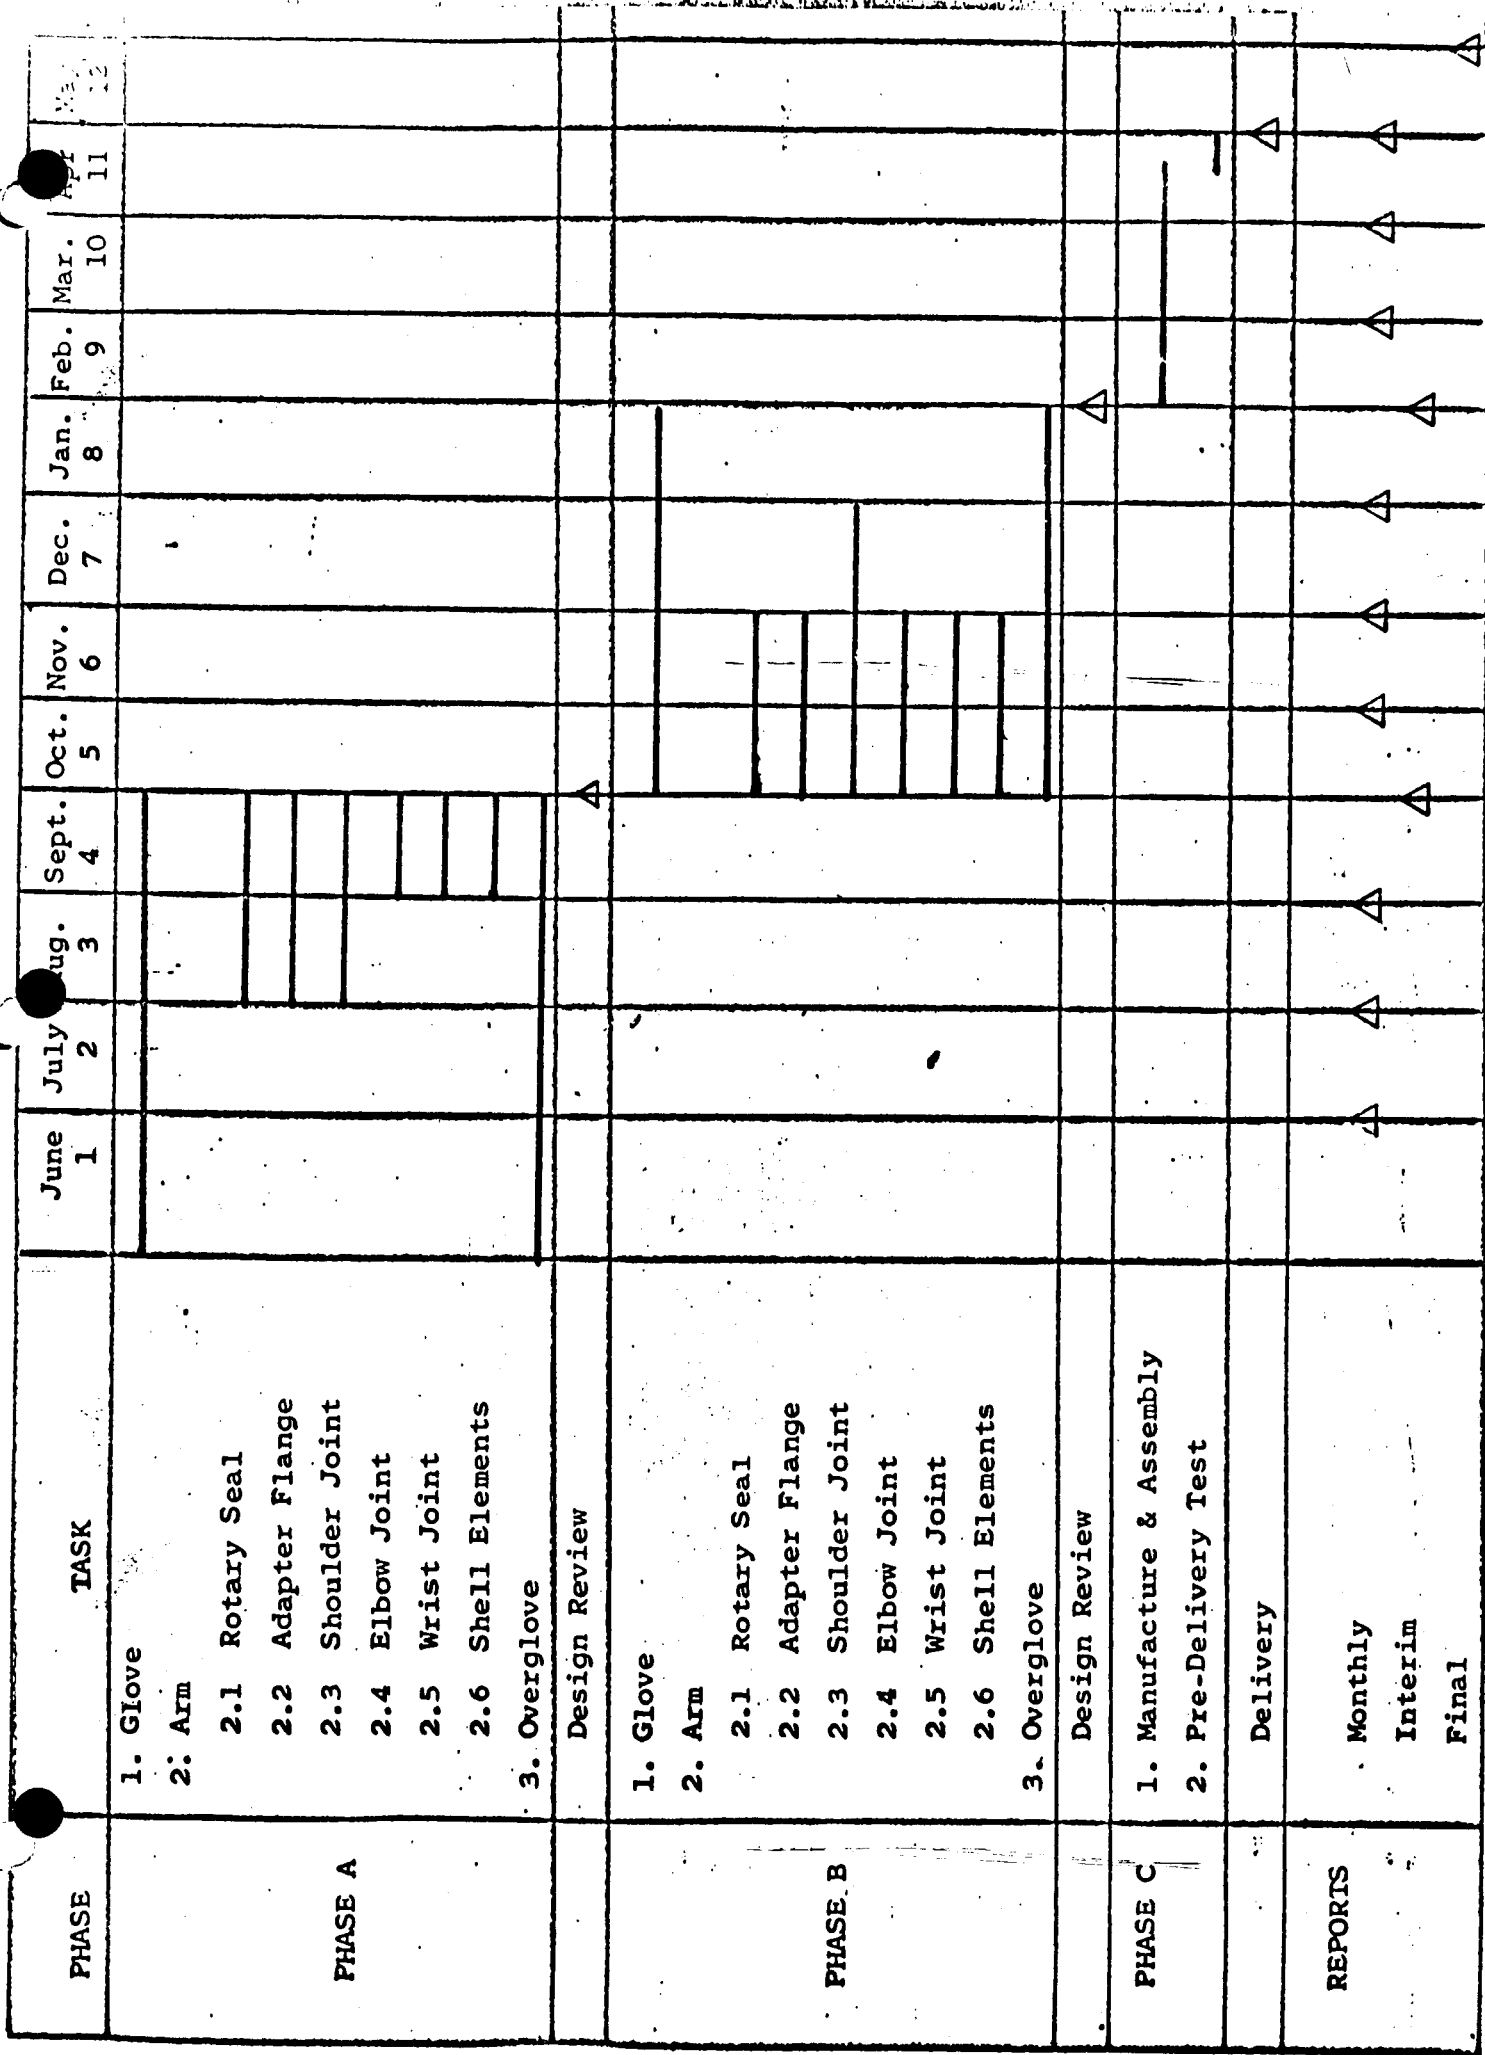 PHASE TASK June July ug. Sept. Oct. Nov. Dec. Jan. Feb. Mar. Apr
1 2 3 4 5 6 7 8 9 10 11 12
PHASE A
1. Glove
2. Arm
2.1 Rotary Seal
2.2 Adapter Flange
2.3 Shoulder Joint
2.4 Elbow Joint
2.5 Wrist Joint
2.6 Shell Elements
3. Overglove
Design Review
PHASE B
1. Glove
2. Arm
2.1 Rotary Seal
2.2 Adapter Flange
2.3 Shoulder Joint
2.4 Elbow Joint
2.5 Wrist Joint
2.6 Shell Elements
3. Overglove
Design Review
PHASE C
1. Manufacture & Assembly
2. Pre-Delivery Test
Delivery
REPORTS
Monthly
Interim
Final